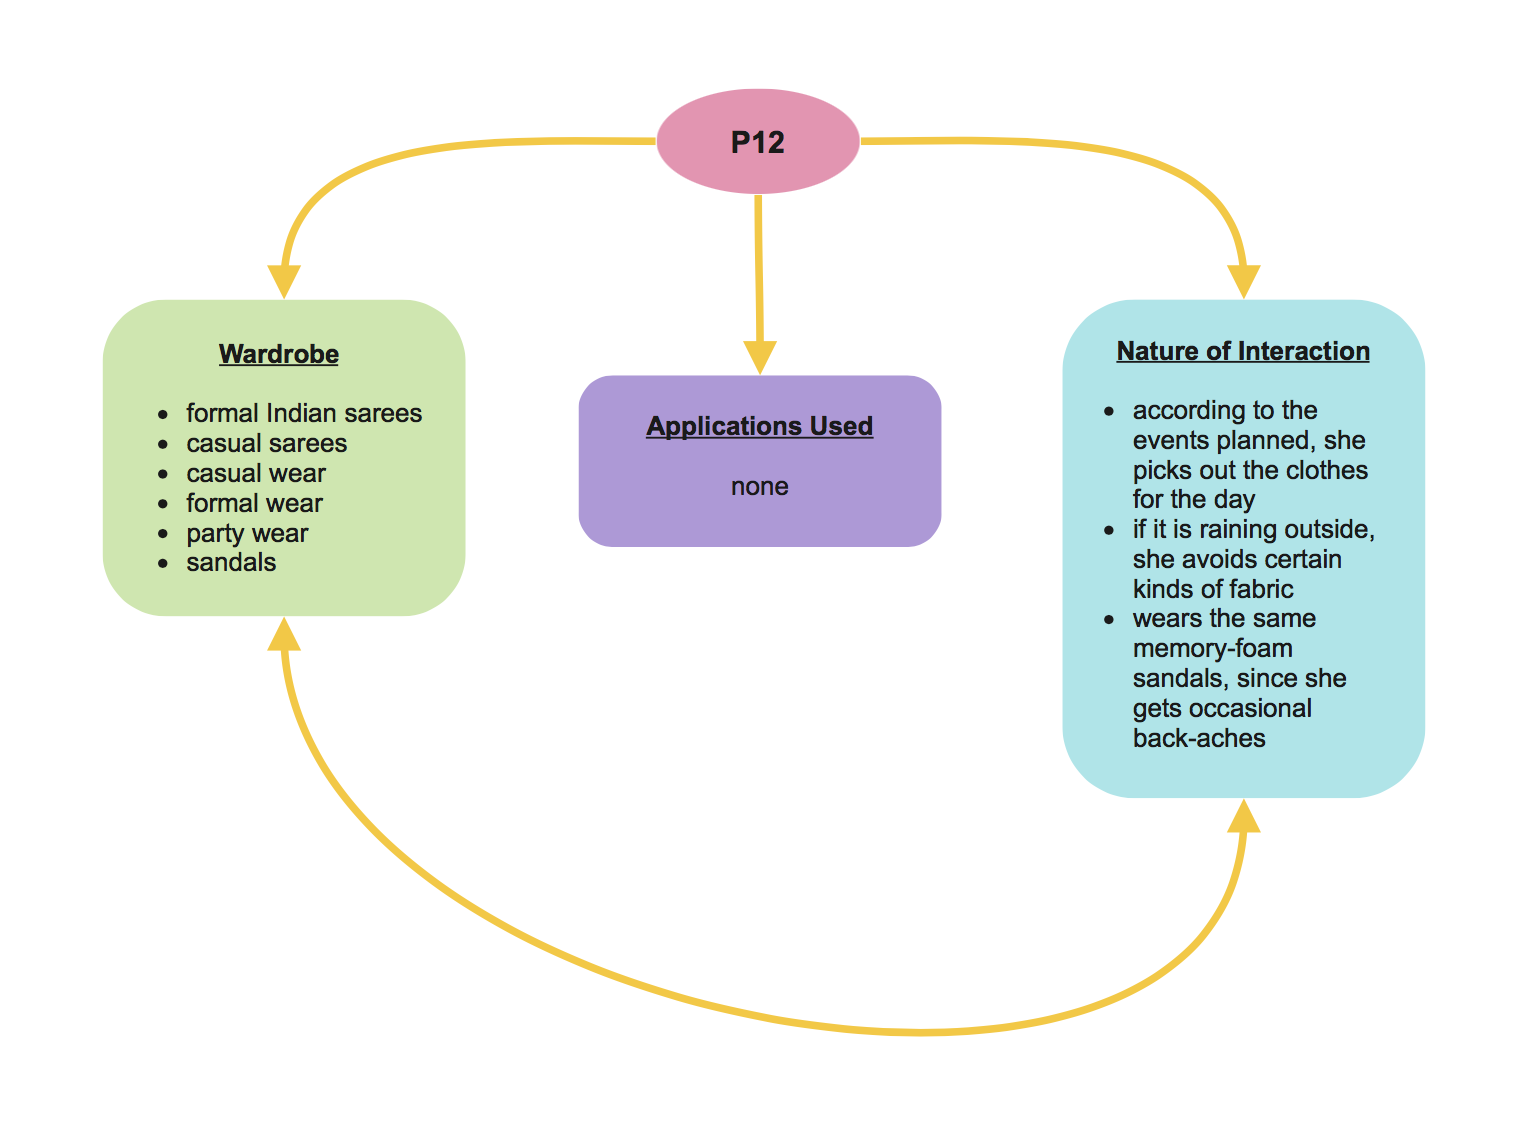 P12
Wardrobe
• formal Indian sarees
• casual sarees
• casual wear
• formal wear
• party wear
• sandals
Applications Used
none
Nature of Interaction
• according to the
events planned, she
picks out the clothes
for the day
• if it is raining outside,
she avoids certain
kinds of fabric
• wears the same
memory-foam
sandals, since she
gets occasional
back-aches